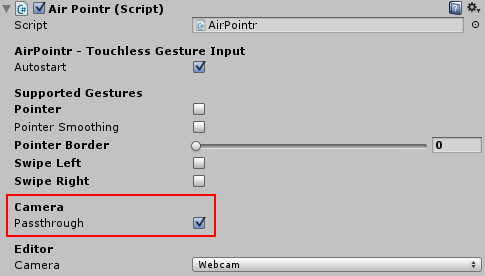 Air Pointr (Script)
Script AirPointr
AirPointr - Touchless Gesture Input
Autostart
Supported Gestures
Pointer
Pointer Smoothing
Pointer Border 0
Swipe Left
Swipe Right
Camera
Passthrough
Editor
Camera Webcam